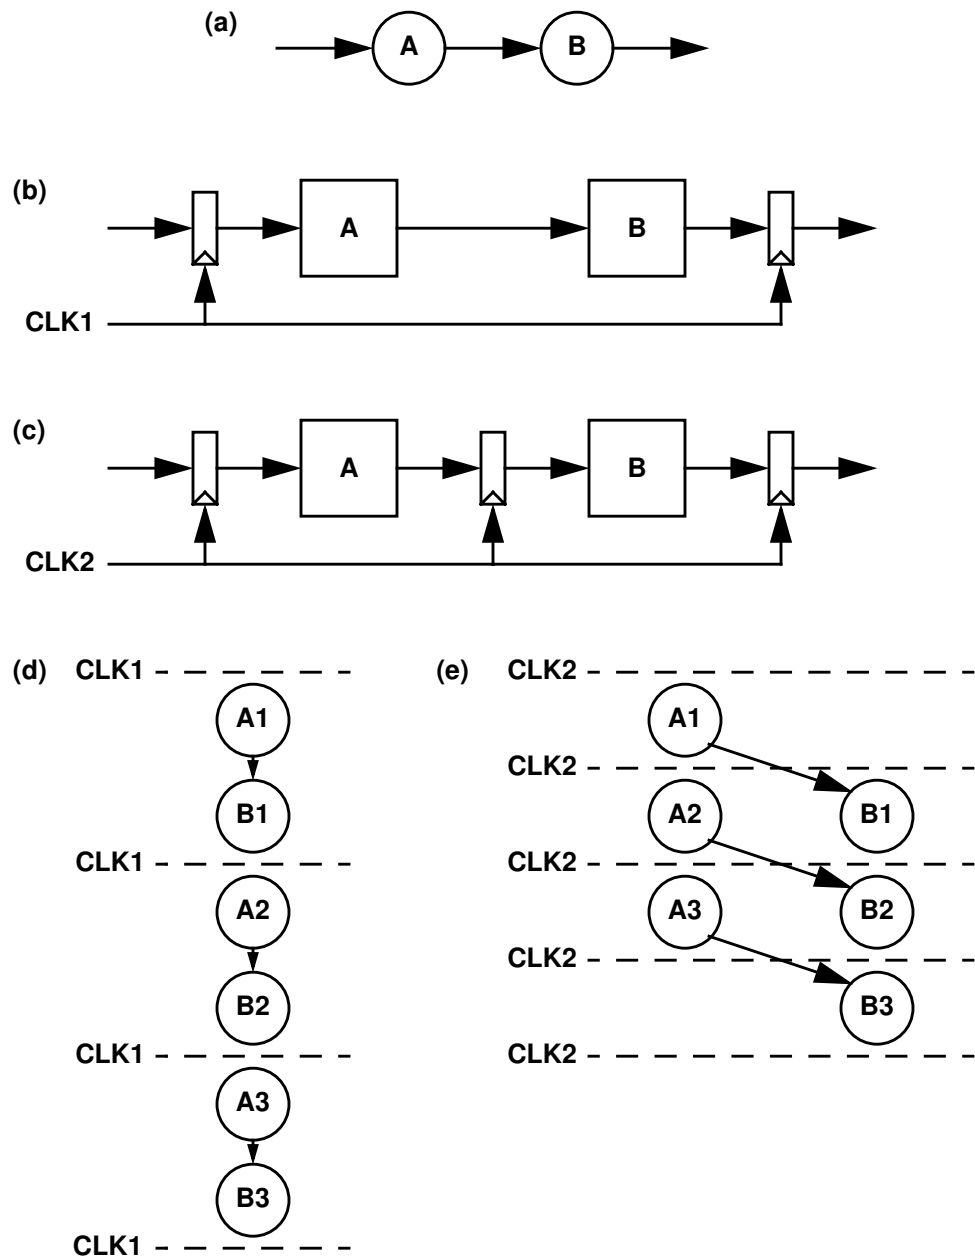 (a) A B
(b) A B
CLK1
(c) A B
CLK2
(d) CLK1 (e) CLK2
A1 A1
CLK2
B1 A2 B1
CLK1 CLK2
A2 A3 B2
CLK2
B2 B3
CLK1 CLK2
A3
B3
CLK1